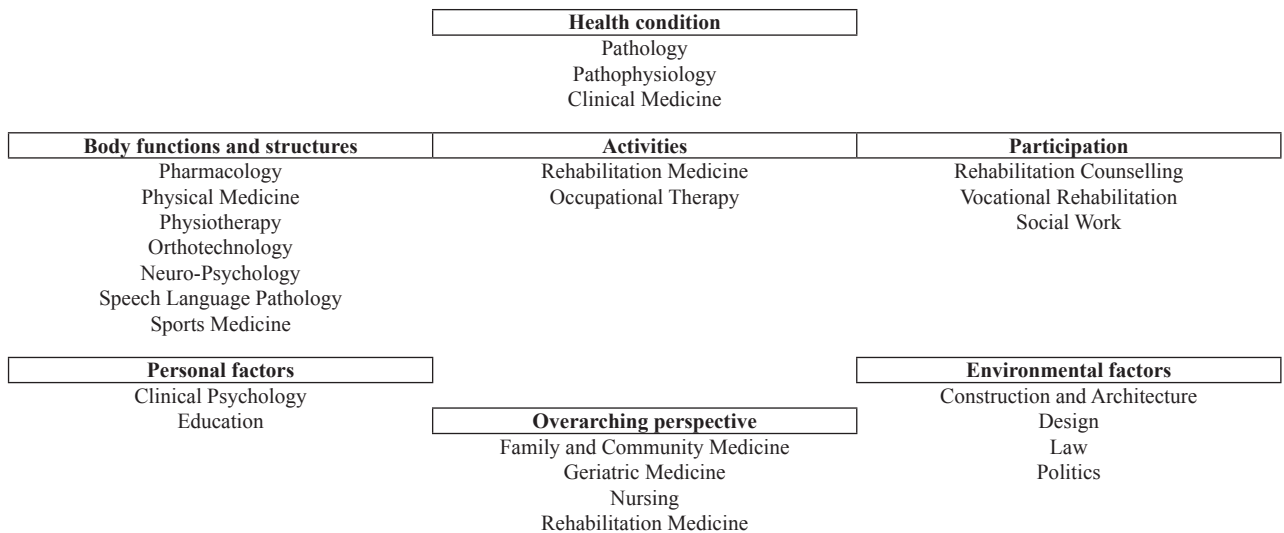 Health condition
Pathology
Pathophysiology
Clinical Medicine
Body functions and structures
Pharmacology
Physical Medicine
Physiotherapy
Orthotechnology
Neuro-Psychology
Speech Language Pathology
Sports Medicine
Activities
Rehabilitation Medicine
Occupational Therapy
Participation
Rehabilitation Counselling
Vocational Rehabilitation
Social Work
Personal factors
Clinical Psychology
Education
Overarching perspective
Family and Community Medicine
Geriatric Medicine
Nursing
Rehabilitation Medicine
Environmental factors
Construction and Architecture
Design
Law
Politics